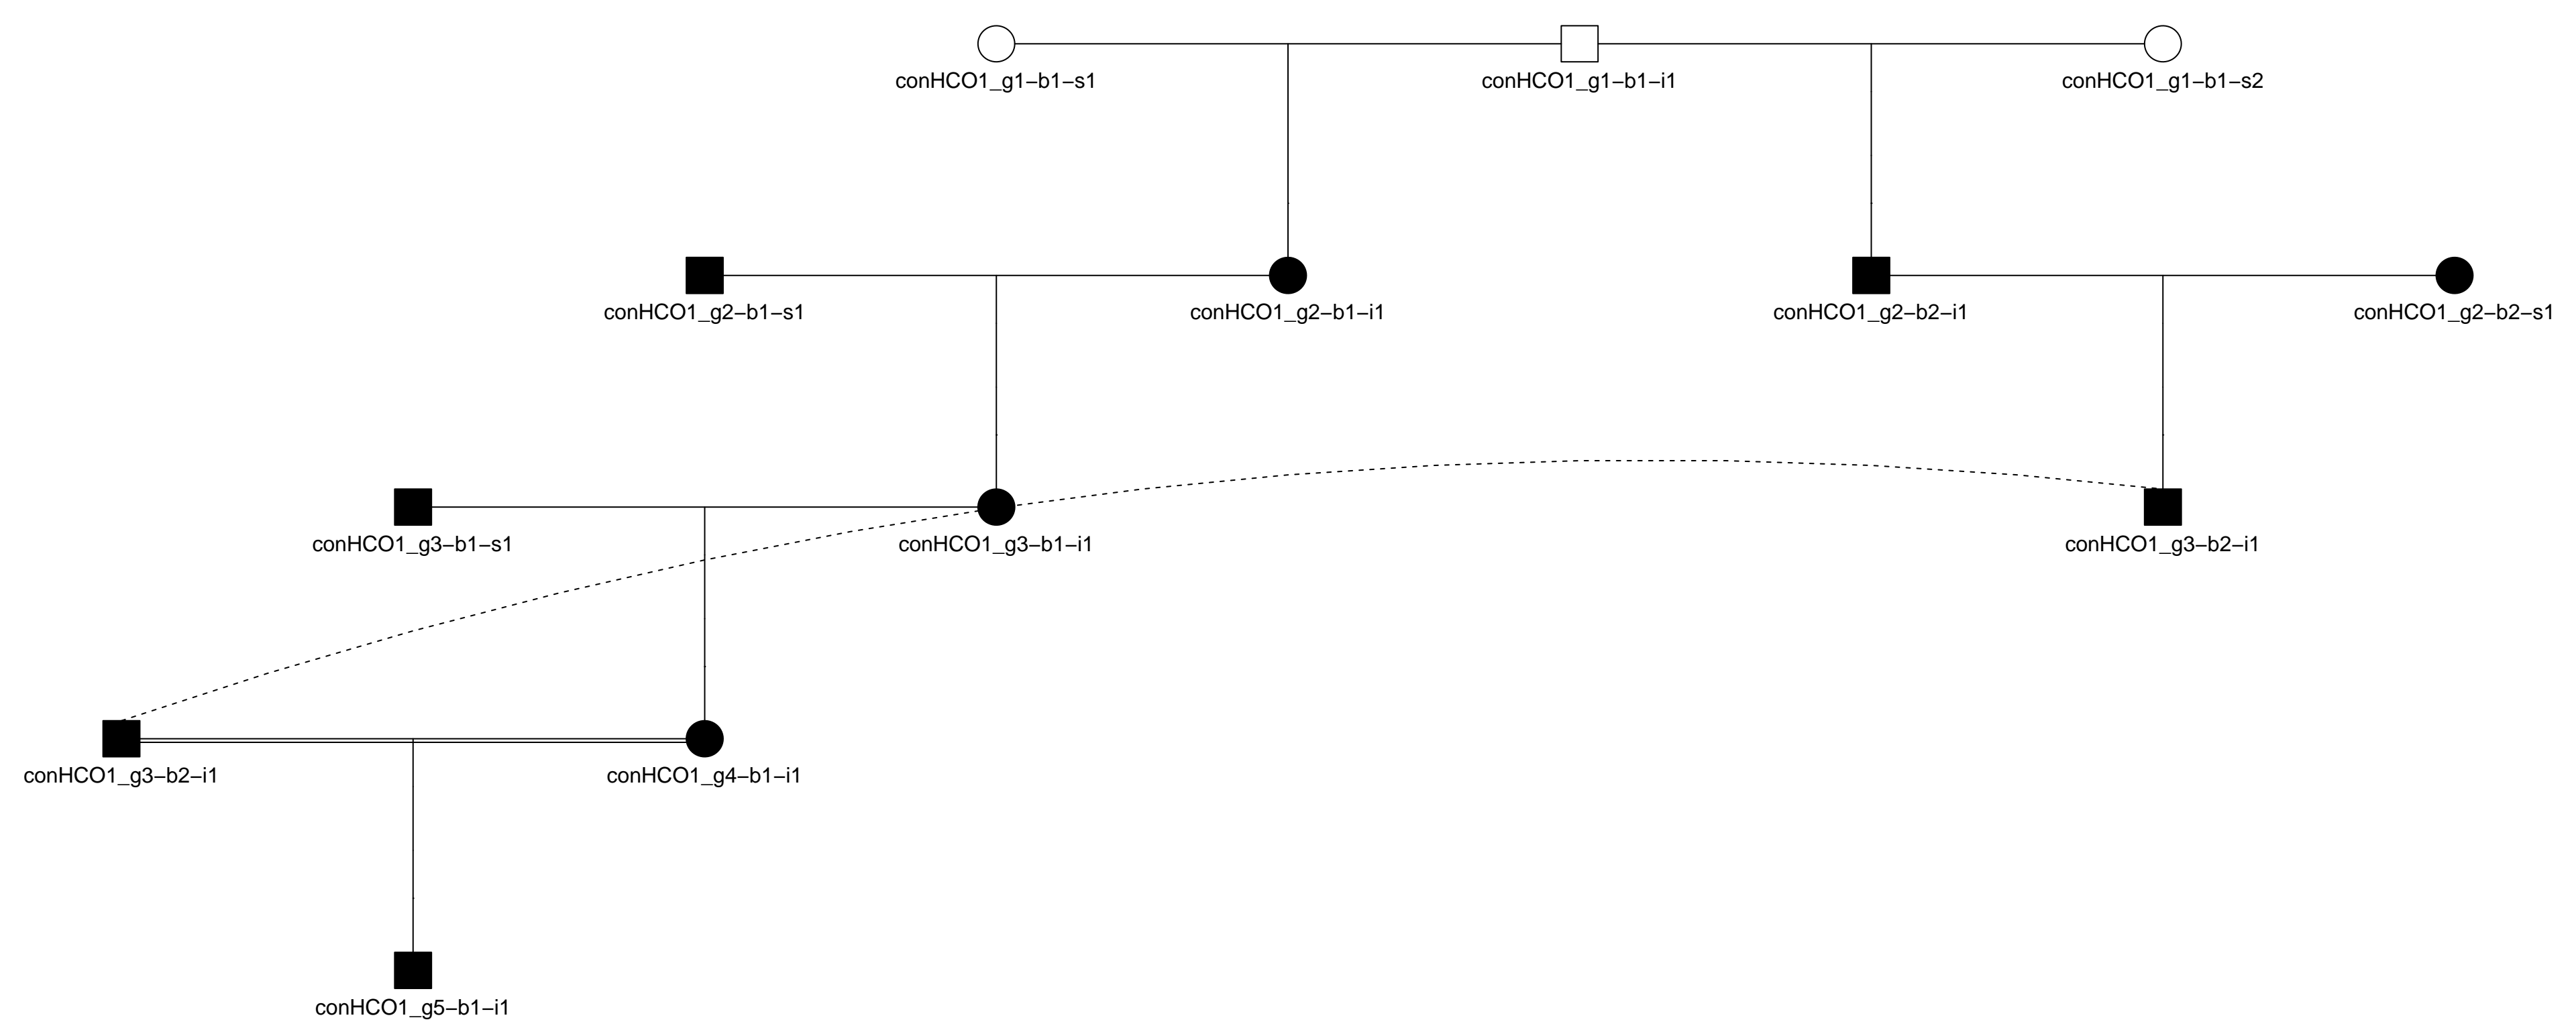 conHCO1_g1−b1−s1
conHCO1_g1−b1−i1
conHCO1_g1−b1−s2
conHCO1_g2−b1−s1
conHCO1_g2−b1−i1
conHCO1_g2−b2−i1
conHCO1_g2−b2−s1
conHCO1_g3−b1−s1
conHCO1_g3−b1−i1
conHCO1_g3−b2−i1
conHCO1_g3−b2−i1
conHCO1_g4−b1−i1
conHCO1_g5−b1−i1